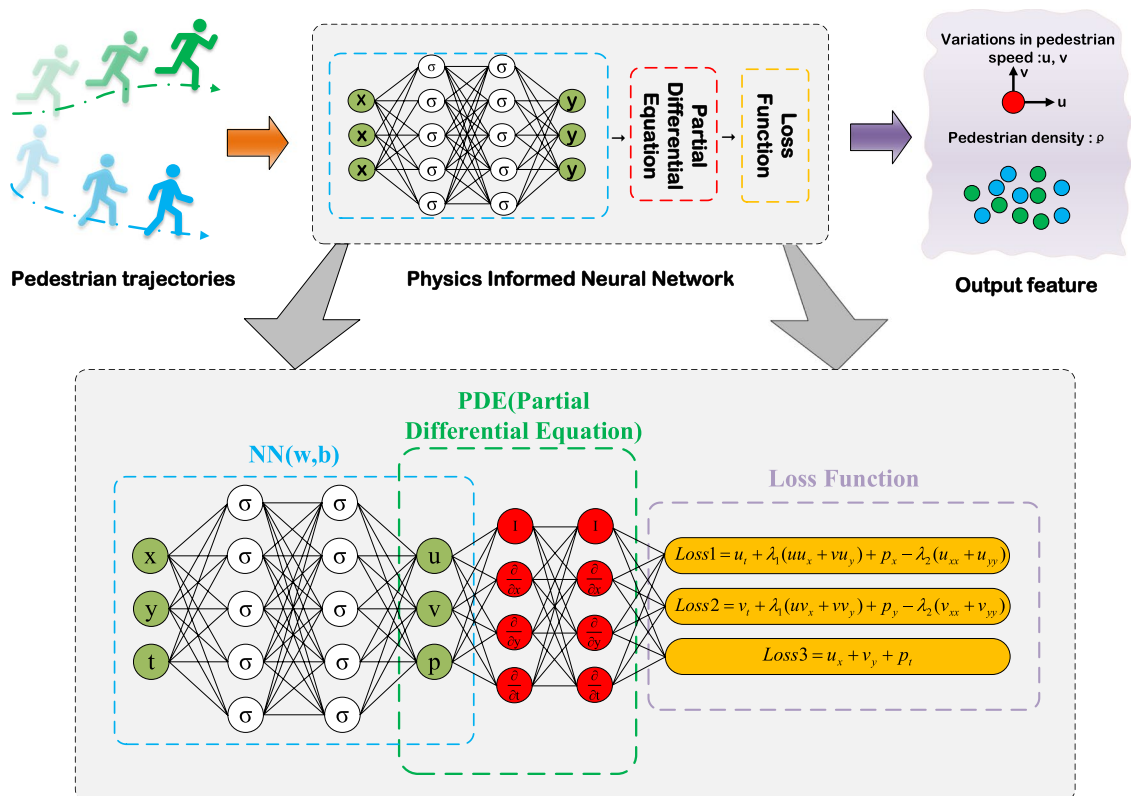 Variations in pedestrian
speed :u, v
v
u
Pedestrian density : ρ
σ σ
x σ σ y
x σ σ y
x σ σ y
σ σ
Partial
Differential
Equation
Loss
Function
Pedestrian trajectories
Physics Informed Neural Network
Output feature
PDE(Partial
Differential Equation)
NN(w,b)
Loss Function
σ σ
I I
x σ σ u
Loss1 = u_t + λ_1(uu_x + vu_y) + p_x − λ_2(u_xx + u_yy)
∂/∂x ∂/∂x
y σ σ v
Loss2 = v_t + λ_1(uv_x + vv_y) + p_y − λ_2(v_xx + v_yy)
∂/∂y ∂/∂y
t σ σ p
Loss3 = u_x + v_y + p_t
∂/∂t ∂/∂t
σ σ